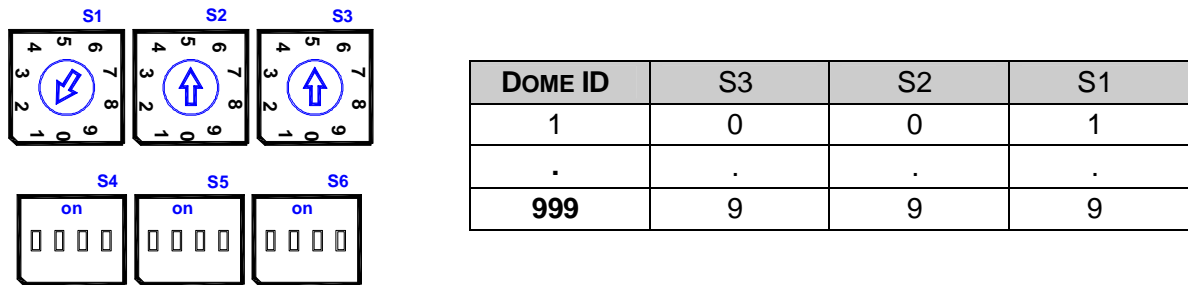 S1 S2 S3
0 1 2 3 4 5 6 7 8 9
0 1 2 3 4 5 6 7 8 9
0 1 2 3 4 5 6 7 8 9
S4 S5 S6
on on on
DOME ID S3 S2 S1
1 0 0 1
. . . .
999 9 9 9